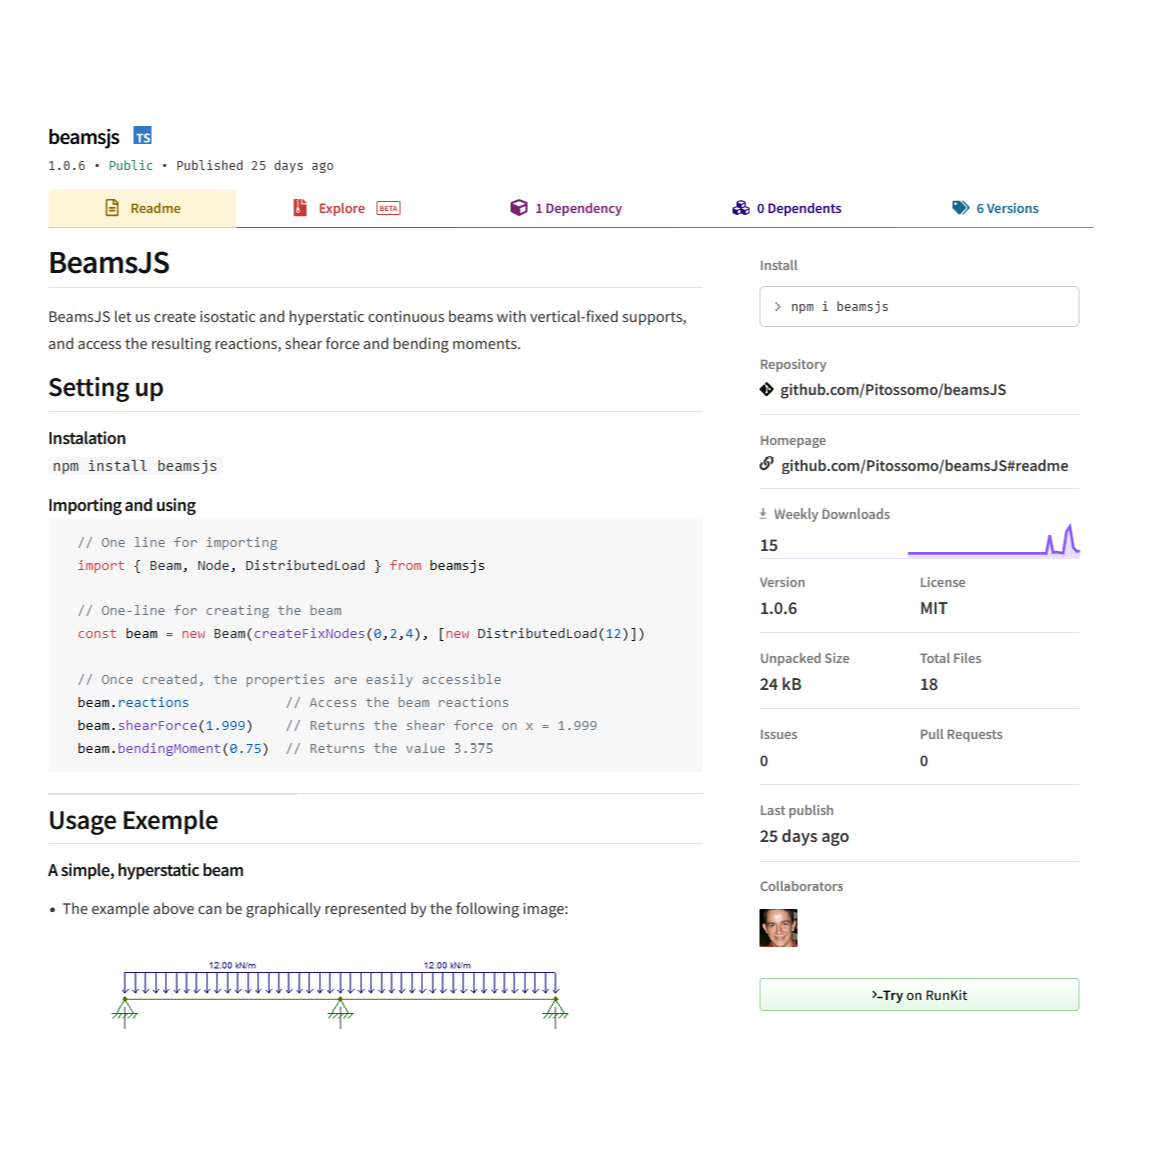 beamsjs TS
1.0.6 • Public • Published 25 days ago
Readme
Explore BETA
1 Dependency
0 Dependents
6 Versions
BeamsJS
BeamsJS let us create isostatic and hyperstatic continuous beams with vertical-fixed supports,
and access the resulting reactions, shear force and bending moments.
Setting up
Instalation
npm install beamsjs
Importing and using
// One line for importing
import { Beam, Node, DistributedLoad } from beamsjs
// One-line for creating the beam
const beam = new Beam(createFixNodes(0,2,4), [new DistributedLoad(12)])
// Once created, the properties are easily accessible
beam.reactions // Access the beam reactions
beam.shearForce(1.999) // Returns the shear force on x = 1.999
beam.bendingMoment(0.75) // Returns the value 3.375
Usage Exemple
A simple, hyperstatic beam
• The example above can be graphically represented by the following image:
12.00 kN/m 12.00 kN/m
Install
> npm i beamsjs
Repository
github.com/Pitossomo/beamsJS
Homepage
github.com/Pitossomo/beamsJS#readme
Weekly Downloads
15
Version License
1.0.6 MIT
Unpacked Size Total Files
24 kB 18
Issues Pull Requests
0 0
Last publish
25 days ago
Collaborators
>-Try on RunKit